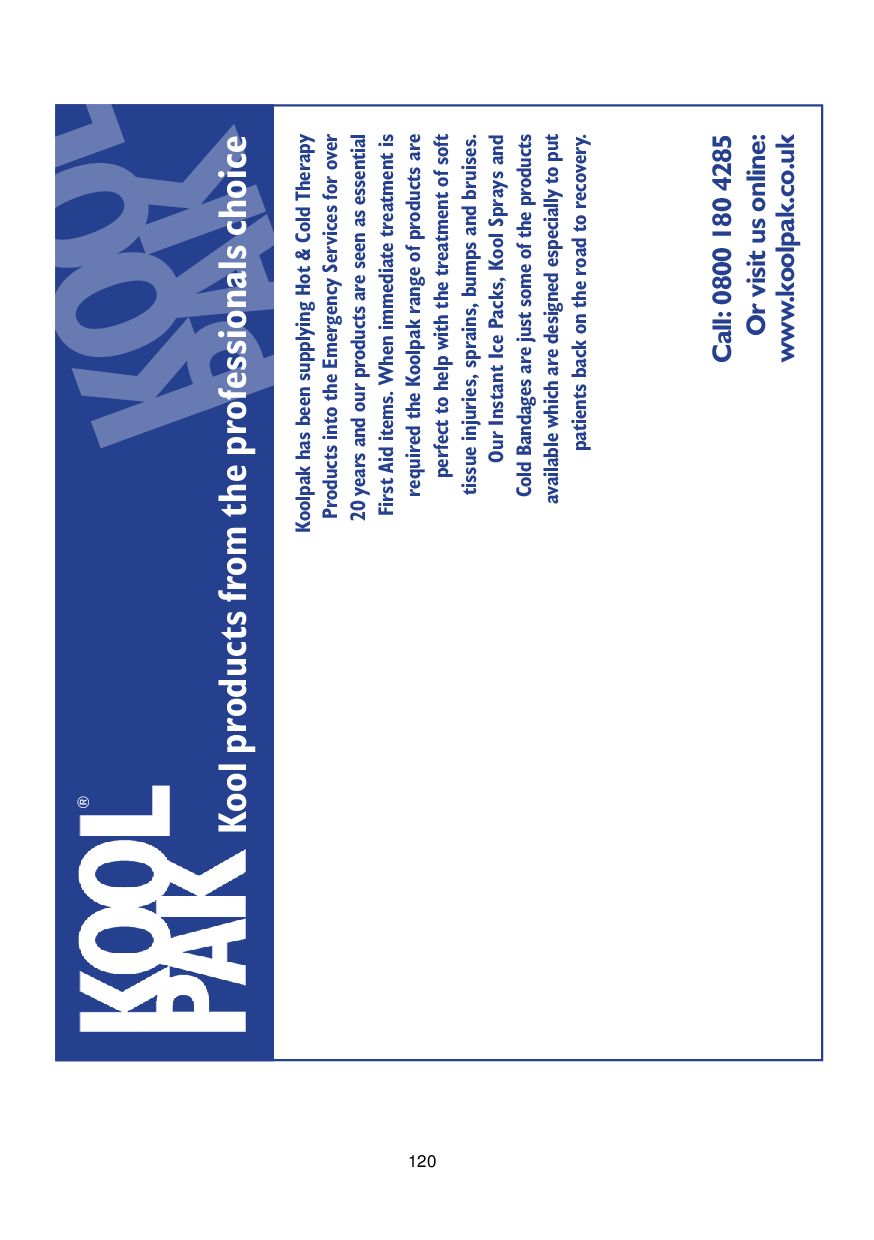 KOOL®
PAK
Kool products from the professionals choice
KOOL
PAK
Koolpak has been supplying Hot & Cold Therapy
Products into the Emergency Services for over
20 years and our products are seen as essential
First Aid items. When immediate treatment is
required the Koolpak range of products are
perfect to help with the treatment of soft
tissue injuries, sprains, bumps and bruises.
Our Instant Ice Packs, Kool Sprays and
Cold Bandages are just some of the products
available which are designed especially to put
patients back on the road to recovery.
Call: 0800 180 4285
Or visit us online:
www.koolpak.co.uk
120